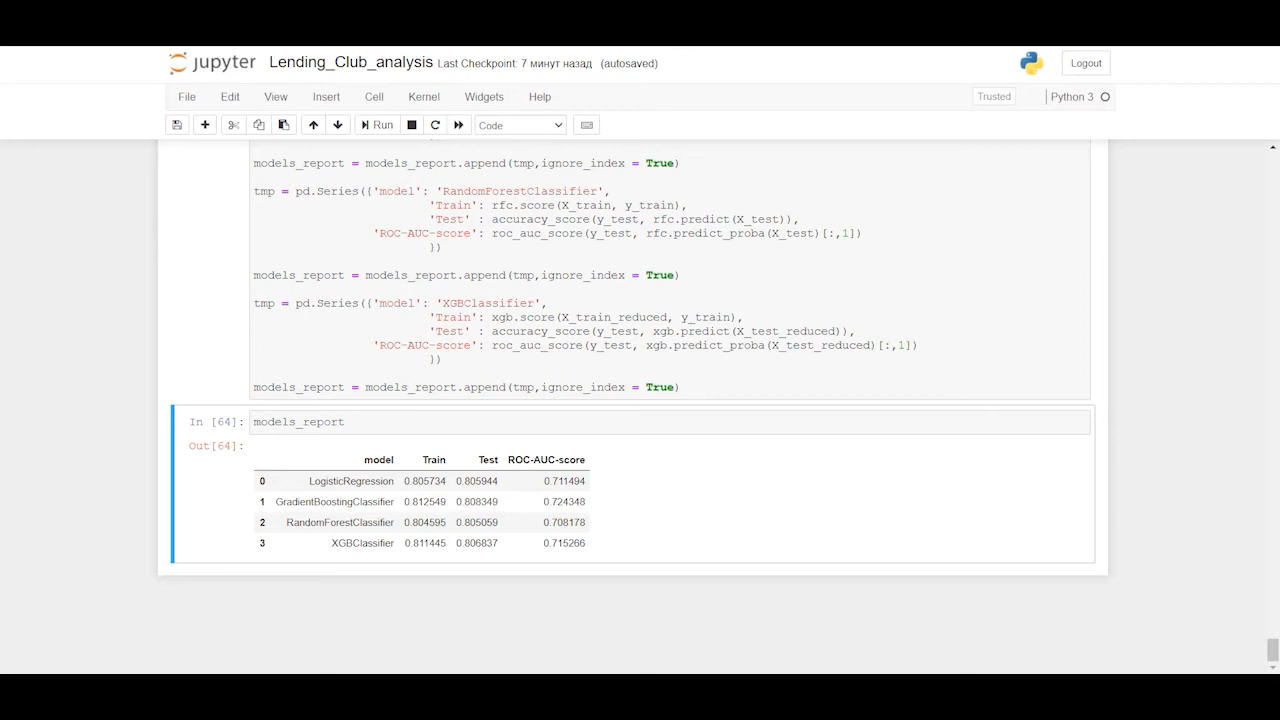 jupyter Lending_Club_analysis Last Checkpoint: 7 минут назад (autosaved) Logout
File Edit View Insert Cell Kernel Widgets Help Trusted Python 3
Run Code
models_report = models_report.append(tmp,ignore_index = True)
tmp = pd.Series({'model': 'RandomForestClassifier',
'Train': rfc.score(X_train, y_train),
'Test' : accuracy_score(y_test, rfc.predict(X_test)),
'ROC-AUC-score': roc_auc_score(y_test, rfc.predict_proba(X_test)[:,1])
})
models_report = models_report.append(tmp,ignore_index = True)
tmp = pd.Series({'model': 'XGBClassifier',
'Train': xgb.score(X_train_reduced, y_train),
'Test' : accuracy_score(y_test, xgb.predict(X_test_reduced)),
'ROC-AUC-score': roc_auc_score(y_test, xgb.predict_proba(X_test_reduced)[:,1])
})
models_report = models_report.append(tmp,ignore_index = True)
In [64]: models_report
Out[64]:
model Train Test ROC-AUC-score
0 LogisticRegression 0.805734 0.805944 0.711494
1 GradientBoostingClassifier 0.812549 0.808349 0.724348
2 RandomForestClassifier 0.804595 0.805059 0.708178
3 XGBClassifier 0.811445 0.806837 0.715266